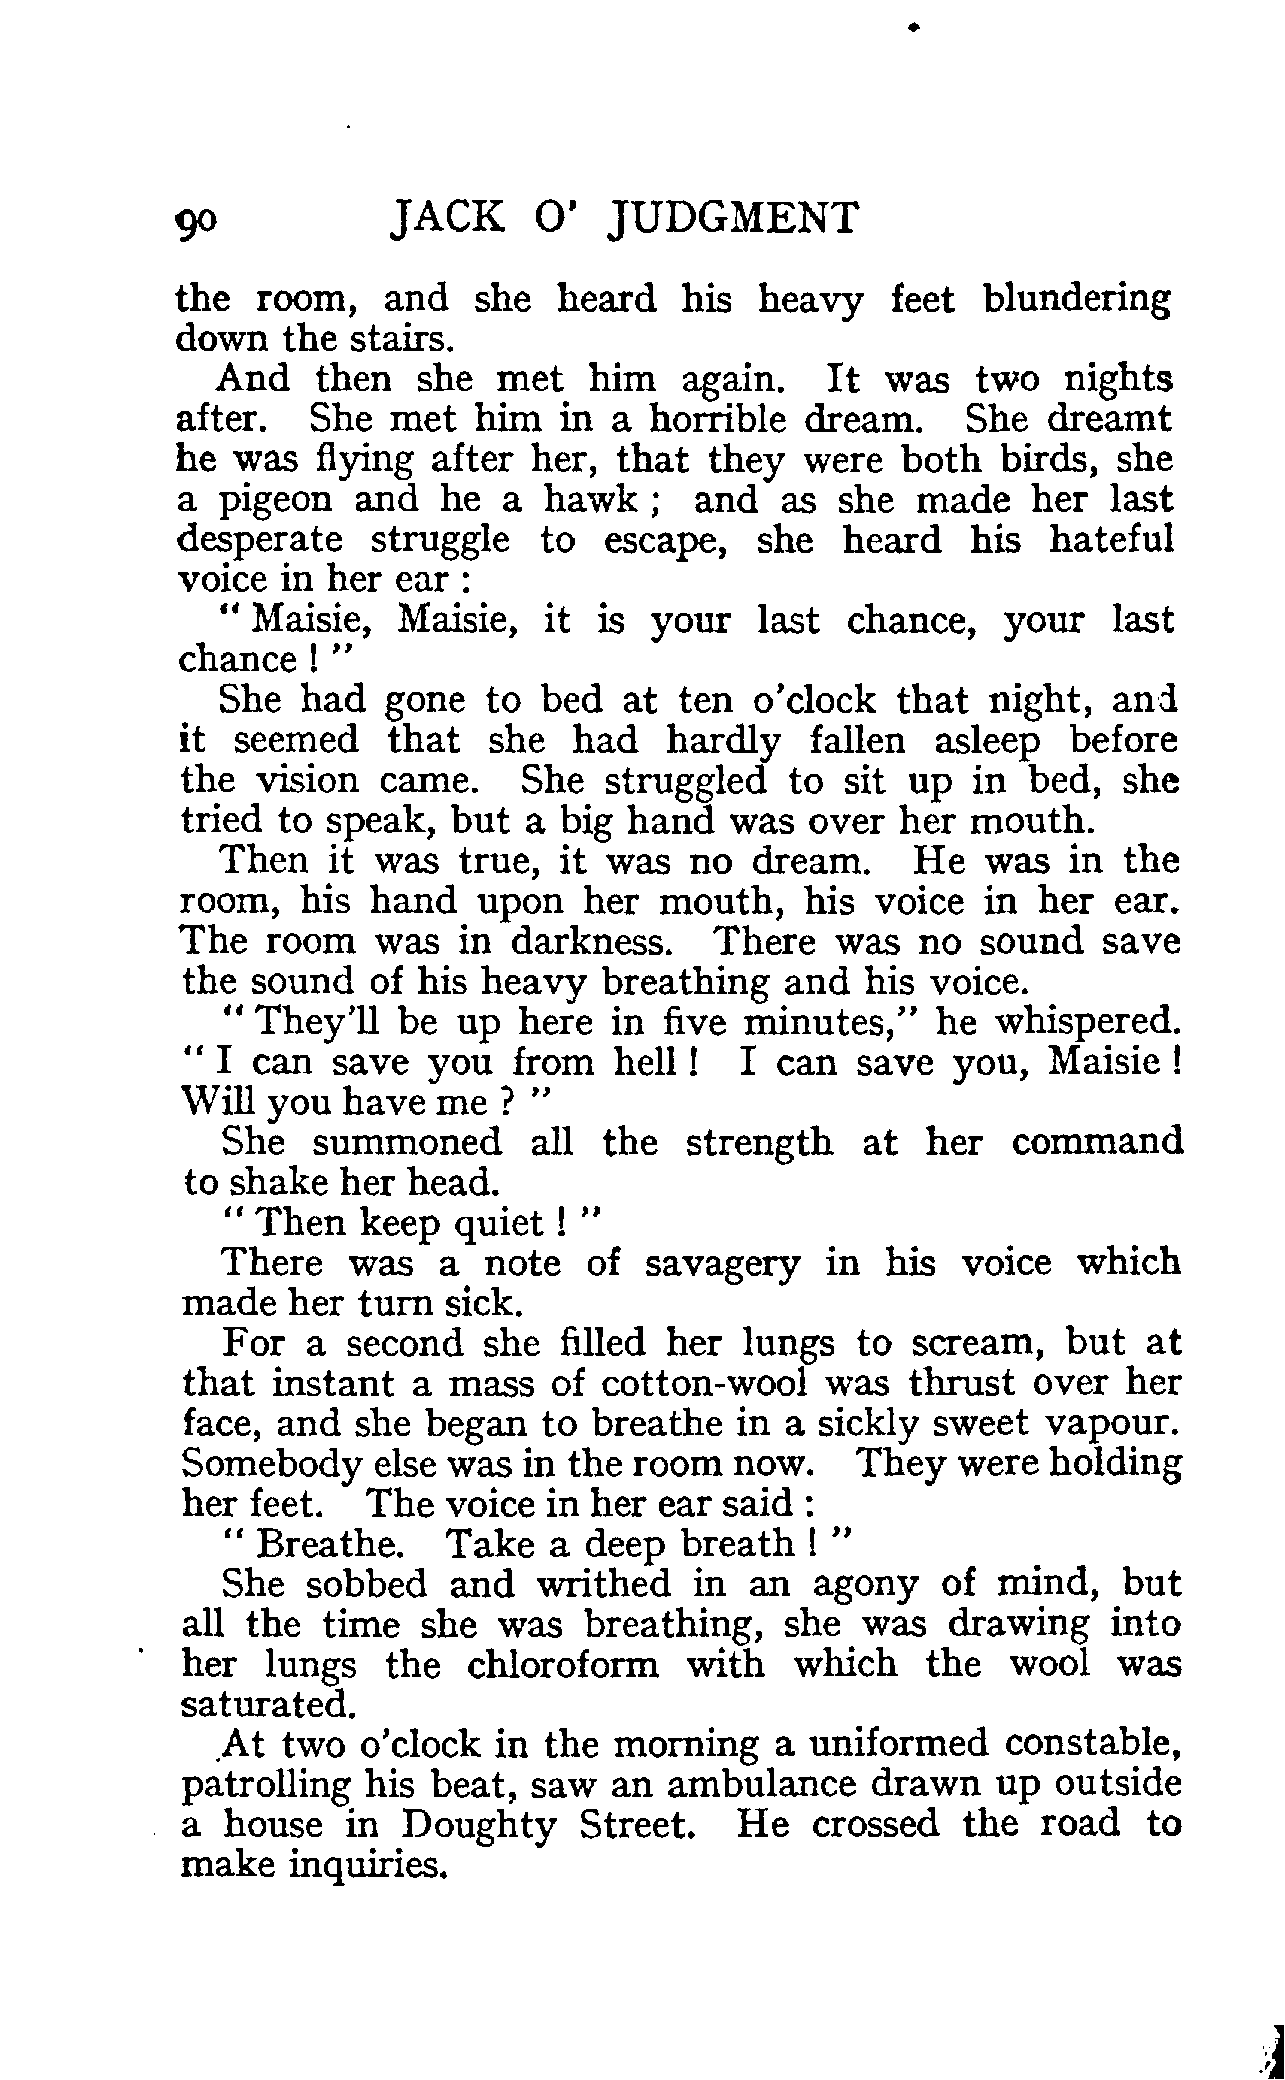 90 JACK O' JUDGMENT
the room, and she heard his heavy feet blundering
down the stairs.
And then she met him again. It was two nights
after. She met him in a horrible dream. She dreamt
he was flying after her, that they were both birds, she
a pigeon and he a hawk ; and as she made her last
desperate struggle to escape, she heard his hateful
voice in her ear :
" Maisie, Maisie, it is your last chance, your last
chance ! "
She had gone to bed at ten o'clock that night, and
it seemed that she had hardly fallen asleep before
the vision came. She struggled to sit up in bed, she
tried to speak, but a big hand was over her mouth.
Then it was true, it was no dream. He was in the
room, his hand upon her mouth, his voice in her ear.
The room was in darkness. There was no sound save
the sound of his heavy breathing and his voice.
" They'll be up here in five minutes," he whispered.
" I can save you from hell ! I can save you, Maisie !
Will you have me ? "
She summoned all the strength at her command
to shake her head.
" Then keep quiet ! "
There was a note of savagery in his voice which
made her turn sick.
For a second she filled her lungs to scream, but at
that instant a mass of cotton-wool was thrust over her
face, and she began to breathe in a sickly sweet vapour.
Somebody else was in the room now. They were holding
her feet. The voice in her ear said :
" Breathe. Take a deep breath ! "
She sobbed and writhed in an agony of mind, but
all the time she was breathing, she was drawing into
her lungs the chloroform with which the wool was
saturated.
At two o'clock in the morning a uniformed constable,
patrolling his beat, saw an ambulance drawn up outside
a house in Doughty Street. He crossed the road to
make inquiries.